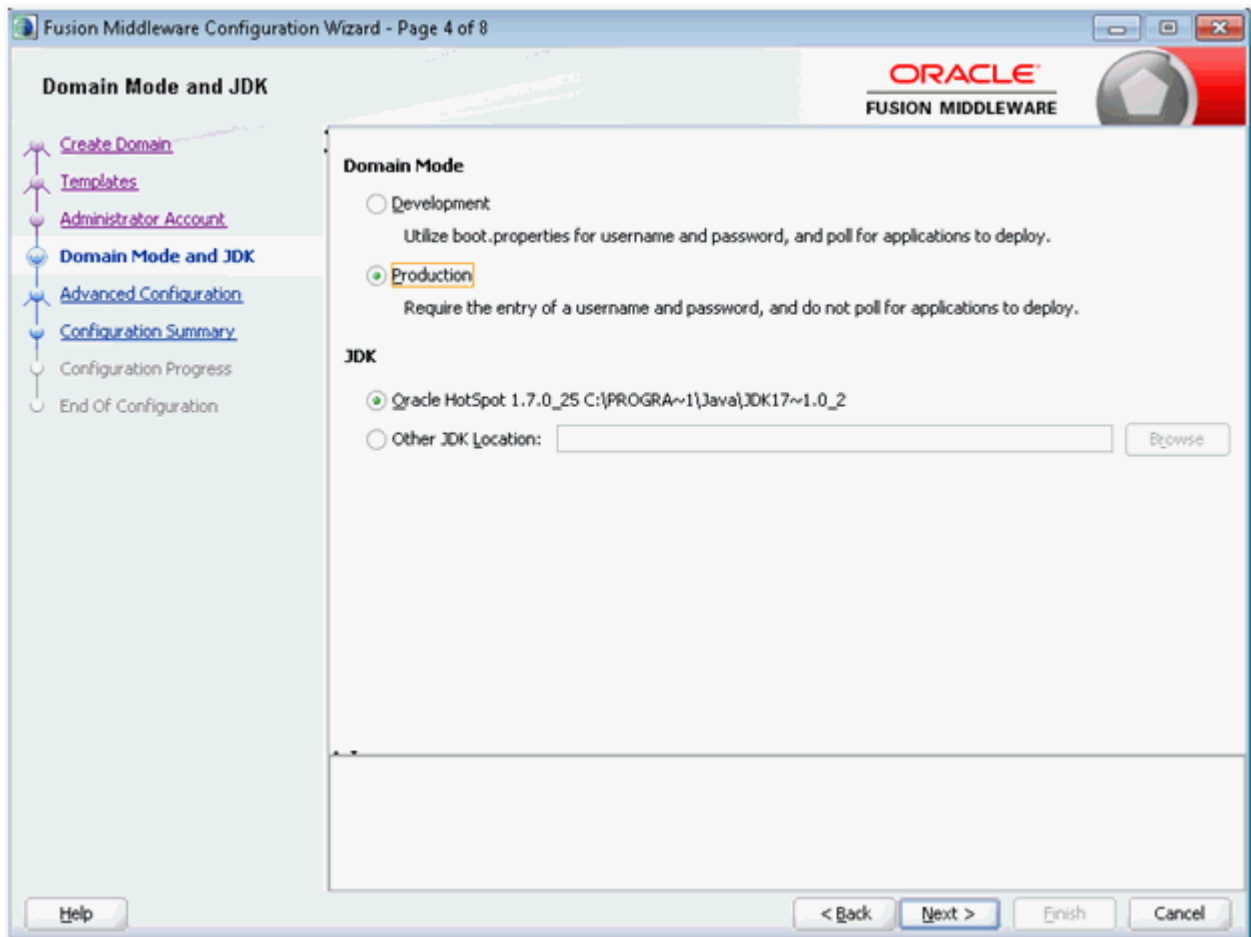 Fusion Middleware Configuration Wizard - Page 4 of 8
Domain Mode and JDK
ORACLE
FUSION MIDDLEWARE
Create Domain
Templates
Administrator Account
Domain Mode and JDK
Advanced Configuration
Configuration Summary
Configuration Progress
End Of Configuration
Domain Mode
Development
Utilize boot.properties for username and password, and poll for applications to deploy.
Production
Require the entry of a username and password, and do not poll for applications to deploy.
JDK
Oracle HotSpot 1.7.0_25 C:\PROGRA~1\Java\JDK17~1.0_2
Other JDK Location:
Browse
Help
< Back
Next >
Finish
Cancel